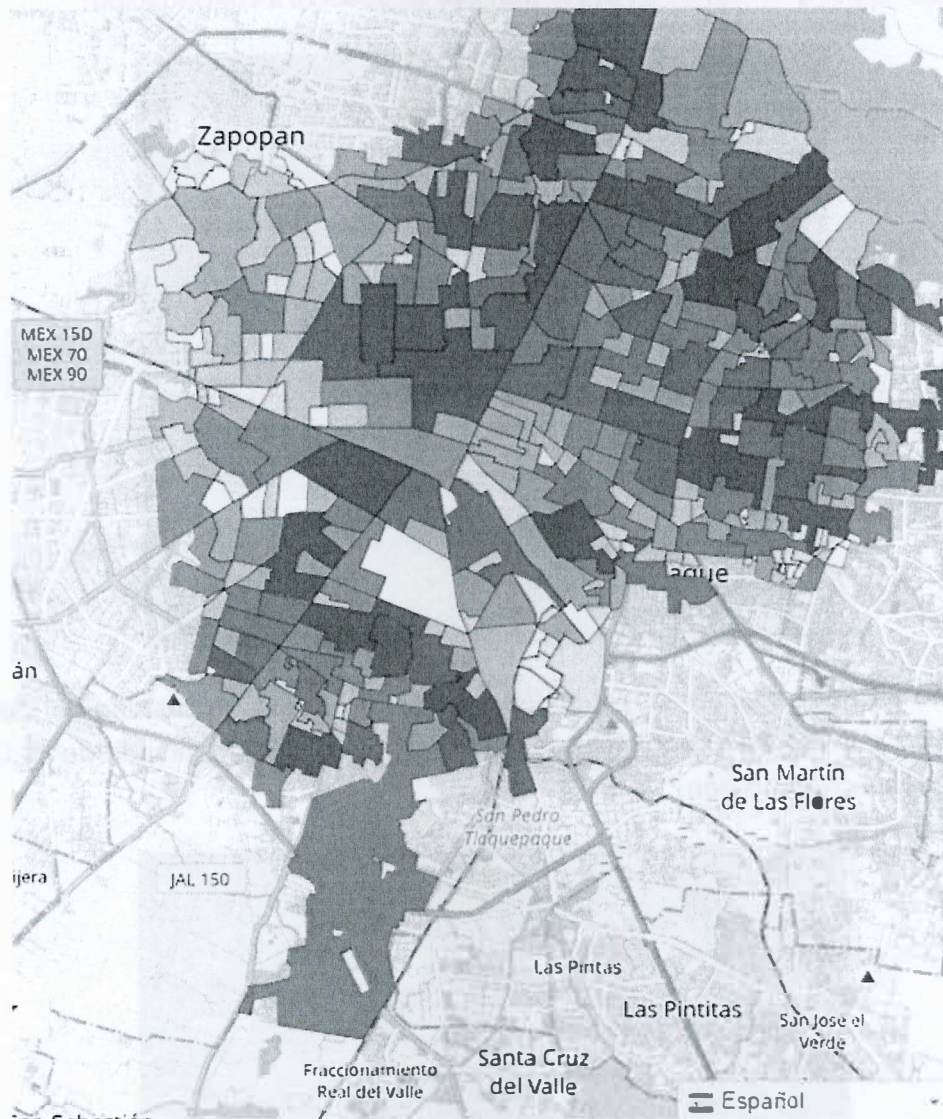 Zapopan
MEX 15D
MEX 70
MEX 90
aque
án
San Martín
de Las Flores
San Pedro
Tlaquepaque
ijera
JAL 150
Las Pintas
Las Pintitas
San Jose el
Verde
Fraccionamiento
Real del Valle
Santa Cruz
del Valle
Español